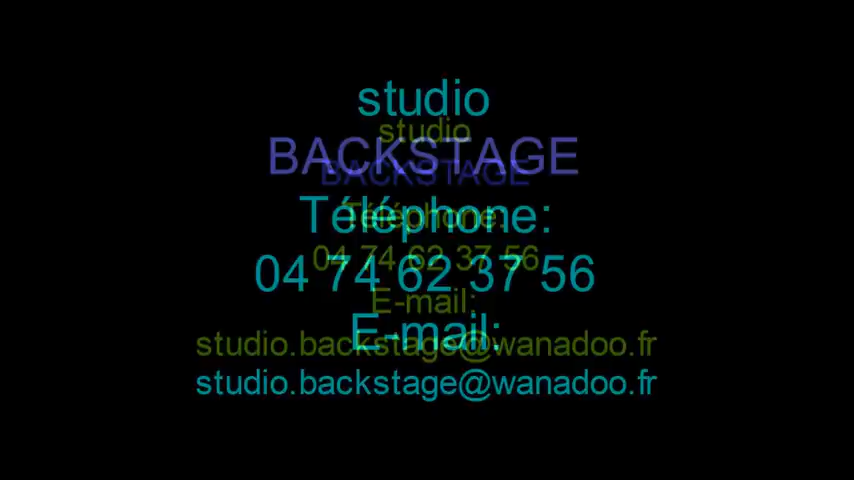 studio
studio
BACKSTAGE
BACKSTAGE
Téléphone:
Téléphone:
04 74 62 37 56
04 74 62 37 56
E-mail:
E-mail:
studio.backstage@wanadoo.fr
studio.backstage@wanadoo.fr